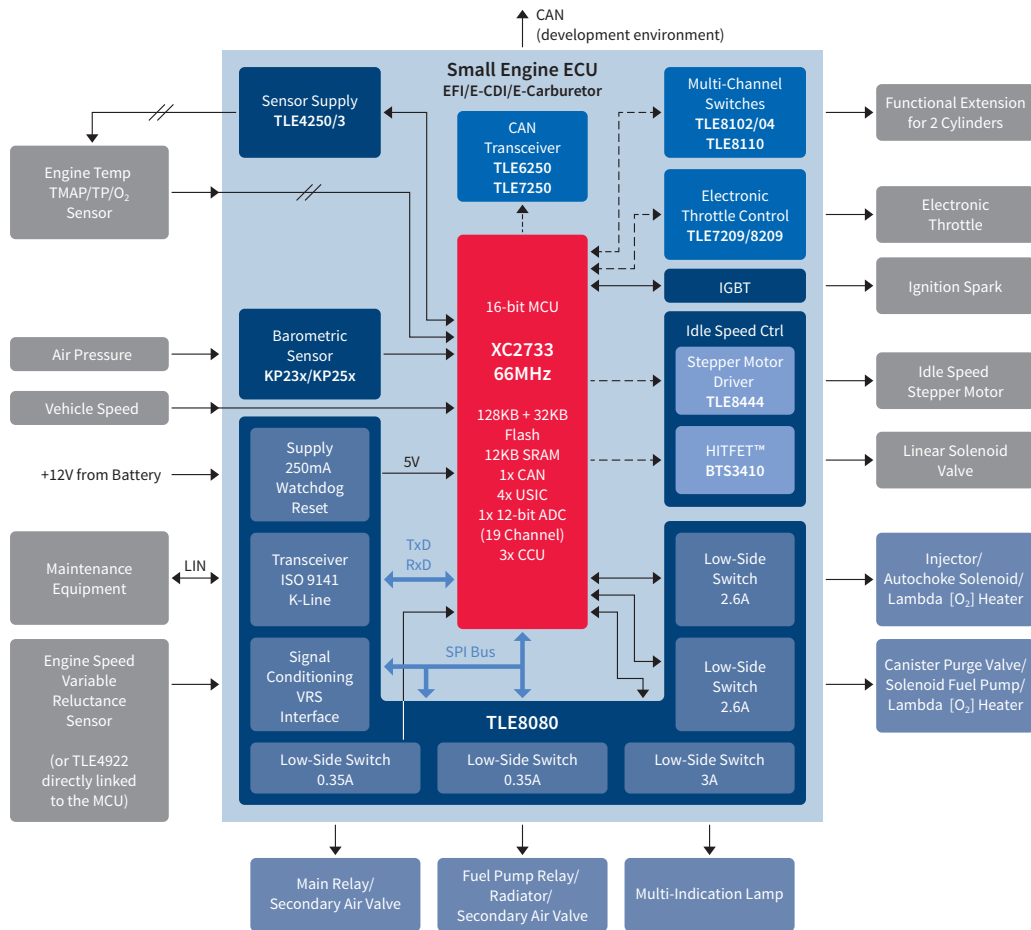 CAN
(development environment)
Small Engine ECU
EFI/E-CDI/E-Carburetor
Sensor Supply
TLE4250/3
CAN
Transceiver
TLE6250
TLE7250
Multi-Channel
Switches
TLE8102/04
TLE8110
Functional Extension
for 2 Cylinders
Engine Temp
TMAP/TP/O₂
Sensor
Electronic
Throttle Control
TLE7209/8209
Electronic
Throttle
IGBT
Ignition Spark
16-bit MCU
XC2733
66MHz
128KB + 32KB
Flash
12KB SRAM
1x CAN
4x USIC
1x 12-bit ADC
(19 Channel)
3x CCU
Air Pressure
Barometric
Sensor
KP23x/KP25x
Vehicle Speed
Idle Speed Ctrl
Stepper Motor
Driver
TLE8444
Idle Speed
Stepper Motor
HITFET™
BTS3410
Linear Solenoid
Valve
+12V from Battery
Supply
250mA
Watchdog
Reset
5V
Maintenance
Equipment
LIN
Transceiver
ISO 9141
K-Line
TxD
RxD
Low-Side
Switch
2.6A
Injector/
Autochoke Solenoid/
Lambda [O₂] Heater
Engine Speed
Variable
Reluctance
Sensor
(or TLE4922
directly linked
to the MCU)
Signal
Conditioning
VRS
Interface
SPI Bus
Low-Side
Switch
2.6A
Canister Purge Valve/
Solenoid Fuel Pump/
Lambda [O₂] Heater
TLE8080
Low-Side Switch
0.35A
Low-Side Switch
0.35A
Low-Side Switch
3A
Main Relay/
Secondary Air Valve
Fuel Pump Relay/
Radiator/
Secondary Air Valve
Multi-Indication Lamp